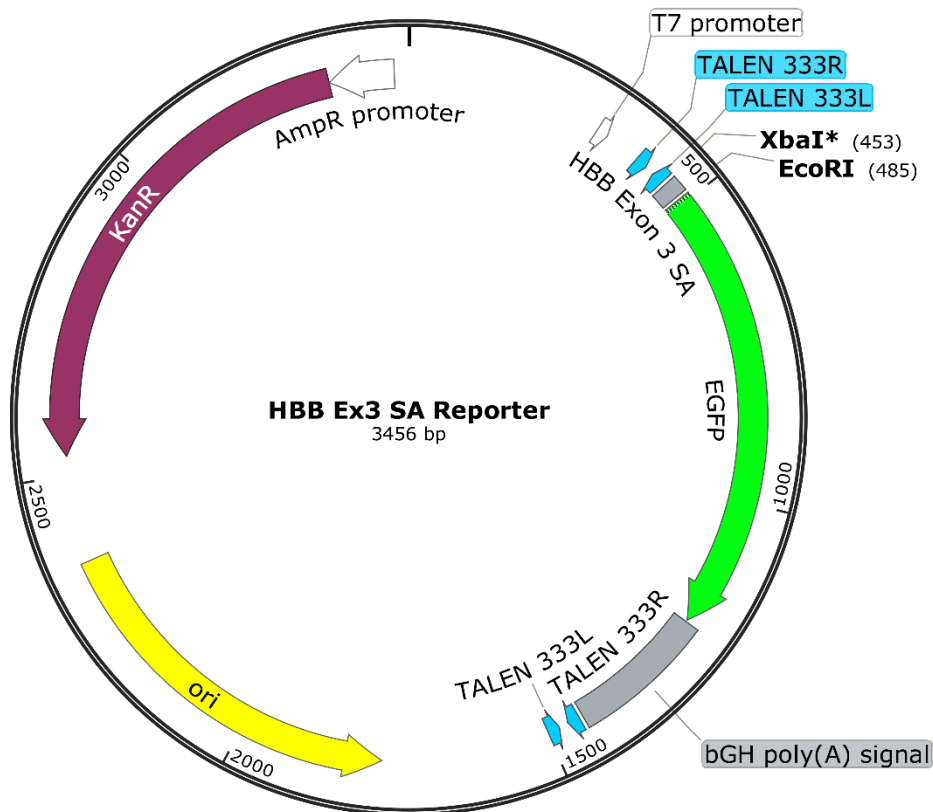 T7 promoter
TALEN 333R
TALEN 333L
XbaI* (453)
EcoRI (485)
AmpR promoter
HBB Exon 3 SA
500
3000
KanR
EGFP
HBB Ex3 SA Reporter
3456 bp
2500
1000
TALEN 333L
TALEN 333R
ori
bGH poly(A) signal
2000
1500